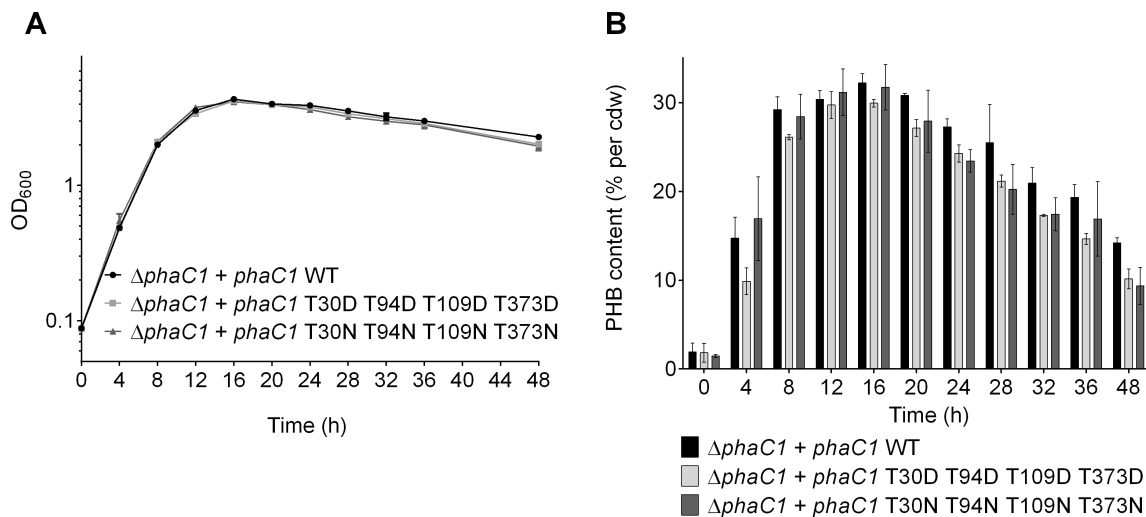 A
OD600
1
0.1
ΔphaC1 + phaC1 WT
ΔphaC1 + phaC1 T30D T94D T109D T373D
ΔphaC1 + phaC1 T30N T94N T109N T373N
0 4 8 12 16 20 24 28 32 36 40 44 48
Time (h)
B
PHB content (% per cdw)
30
20
10
0
0 4 8 12 16 20 24 28 32 36 48
Time (h)
ΔphaC1 + phaC1 WT
ΔphaC1 + phaC1 T30D T94D T109D T373D
ΔphaC1 + phaC1 T30N T94N T109N T373N